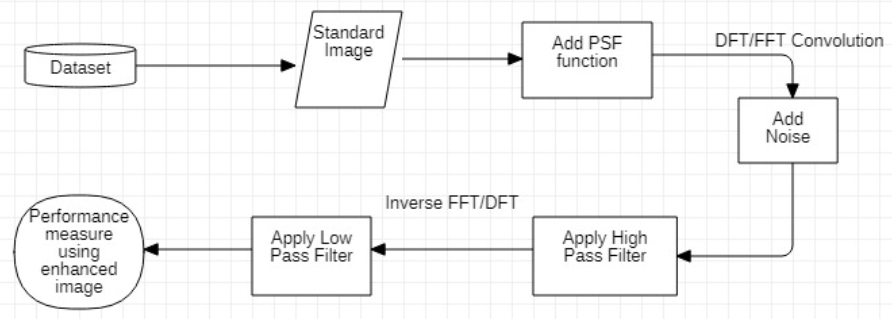 Dataset
Standard
Image
Add PSF
function
DFT/FFT Convolution
Add
Noise
Apply High
Pass Filter
Inverse FFT/DFT
Apply Low
Pass Filter
Performance
measure
using
enhanced
image